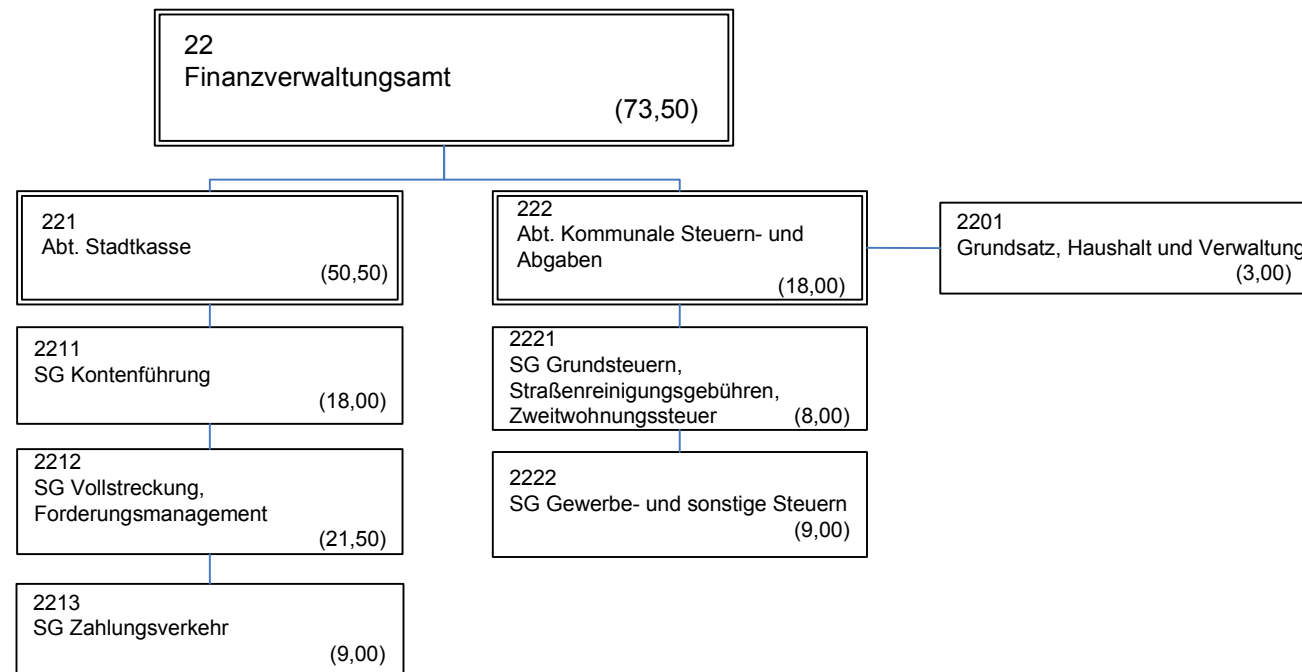 22
Finanzverwaltungsamt
(73,50)
221
Abt. Stadtkasse
(50,50)
222
Abt. Kommunale Steuern- und
Abgaben
(18,00)
2201
Grundsatz, Haushalt und Verwaltung
(3,00)
2211
SG Kontenführung
(18,00)
2221
SG Grundsteuern,
Straßenreinigungsgebühren,
Zweitwohnungssteuer (8,00)
2212
SG Vollstreckung,
Forderungsmanagement
(21,50)
2222
SG Gewerbe- und sonstige Steuern
(9,00)
2213
SG Zahlungsverkehr
(9,00)